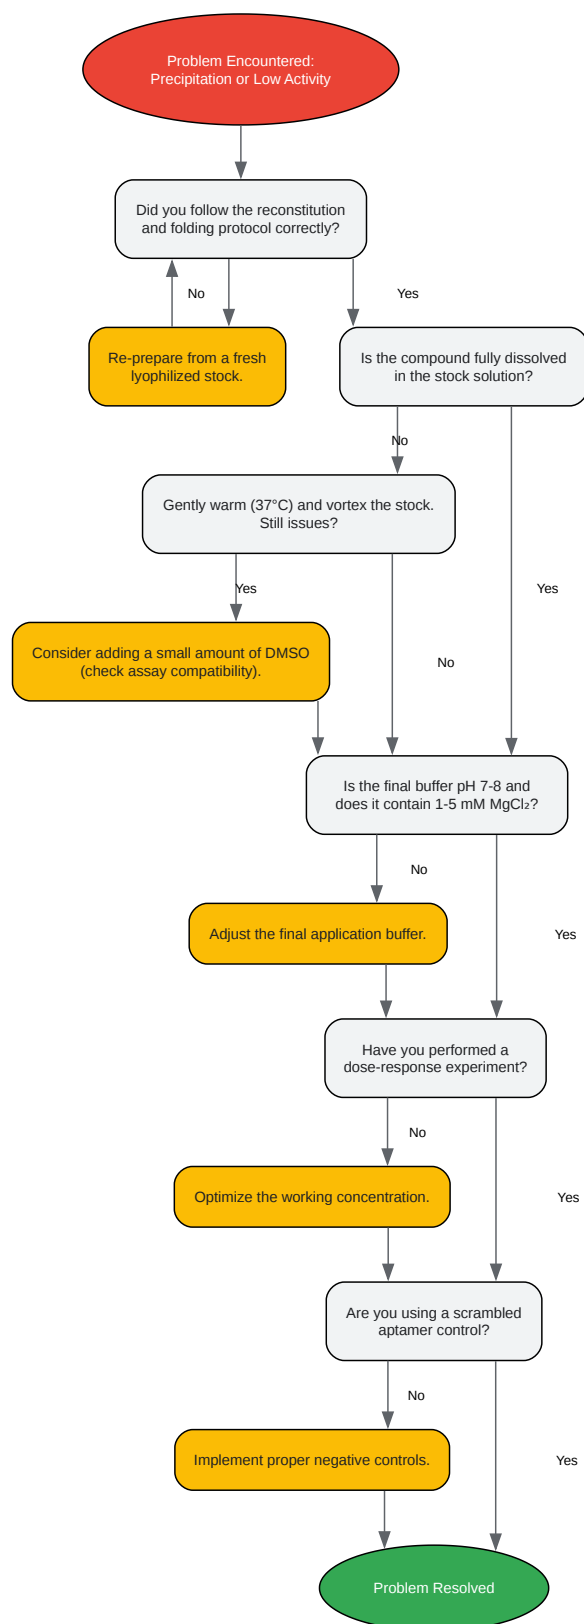 Problem Encountered:
Precipitation or Low Activity
Did you follow the reconstitution
and folding protocol correctly?
No
Yes
Re-prepare from a fresh
lyophilized stock.
Is the compound fully dissolved
in the stock solution?
No
Gently warm (37°C) and vortex the stock.
Still issues?
Yes
Yes
Consider adding a small amount of DMSO
(check assay compatibility).
No
Is the final buffer pH 7-8 and
does it contain 1-5 mM MgCl₂?
No
Adjust the final application buffer.
Yes
Have you performed a
dose-response experiment?
No
Optimize the working concentration.
Yes
Are you using a scrambled
aptamer control?
No
Implement proper negative controls.
Yes
Problem Resolved